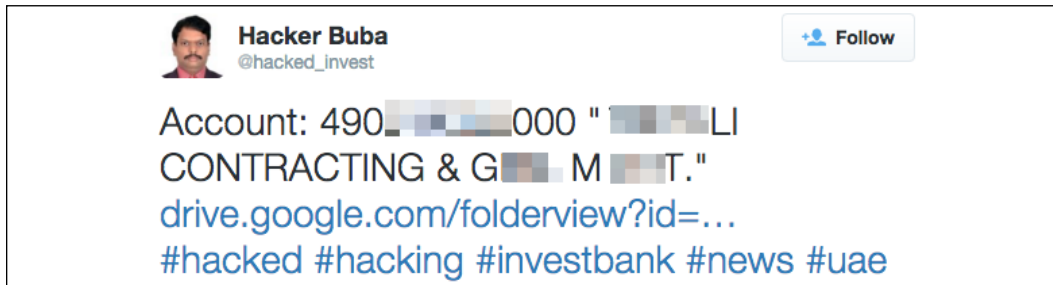 Hacker Buba
@hacked_invest
Follow
Account: 490 000 " LI
CONTRACTING & G M T."
drive.google.com/folderview?id=...
#hacked #hacking #investbank #news #uae